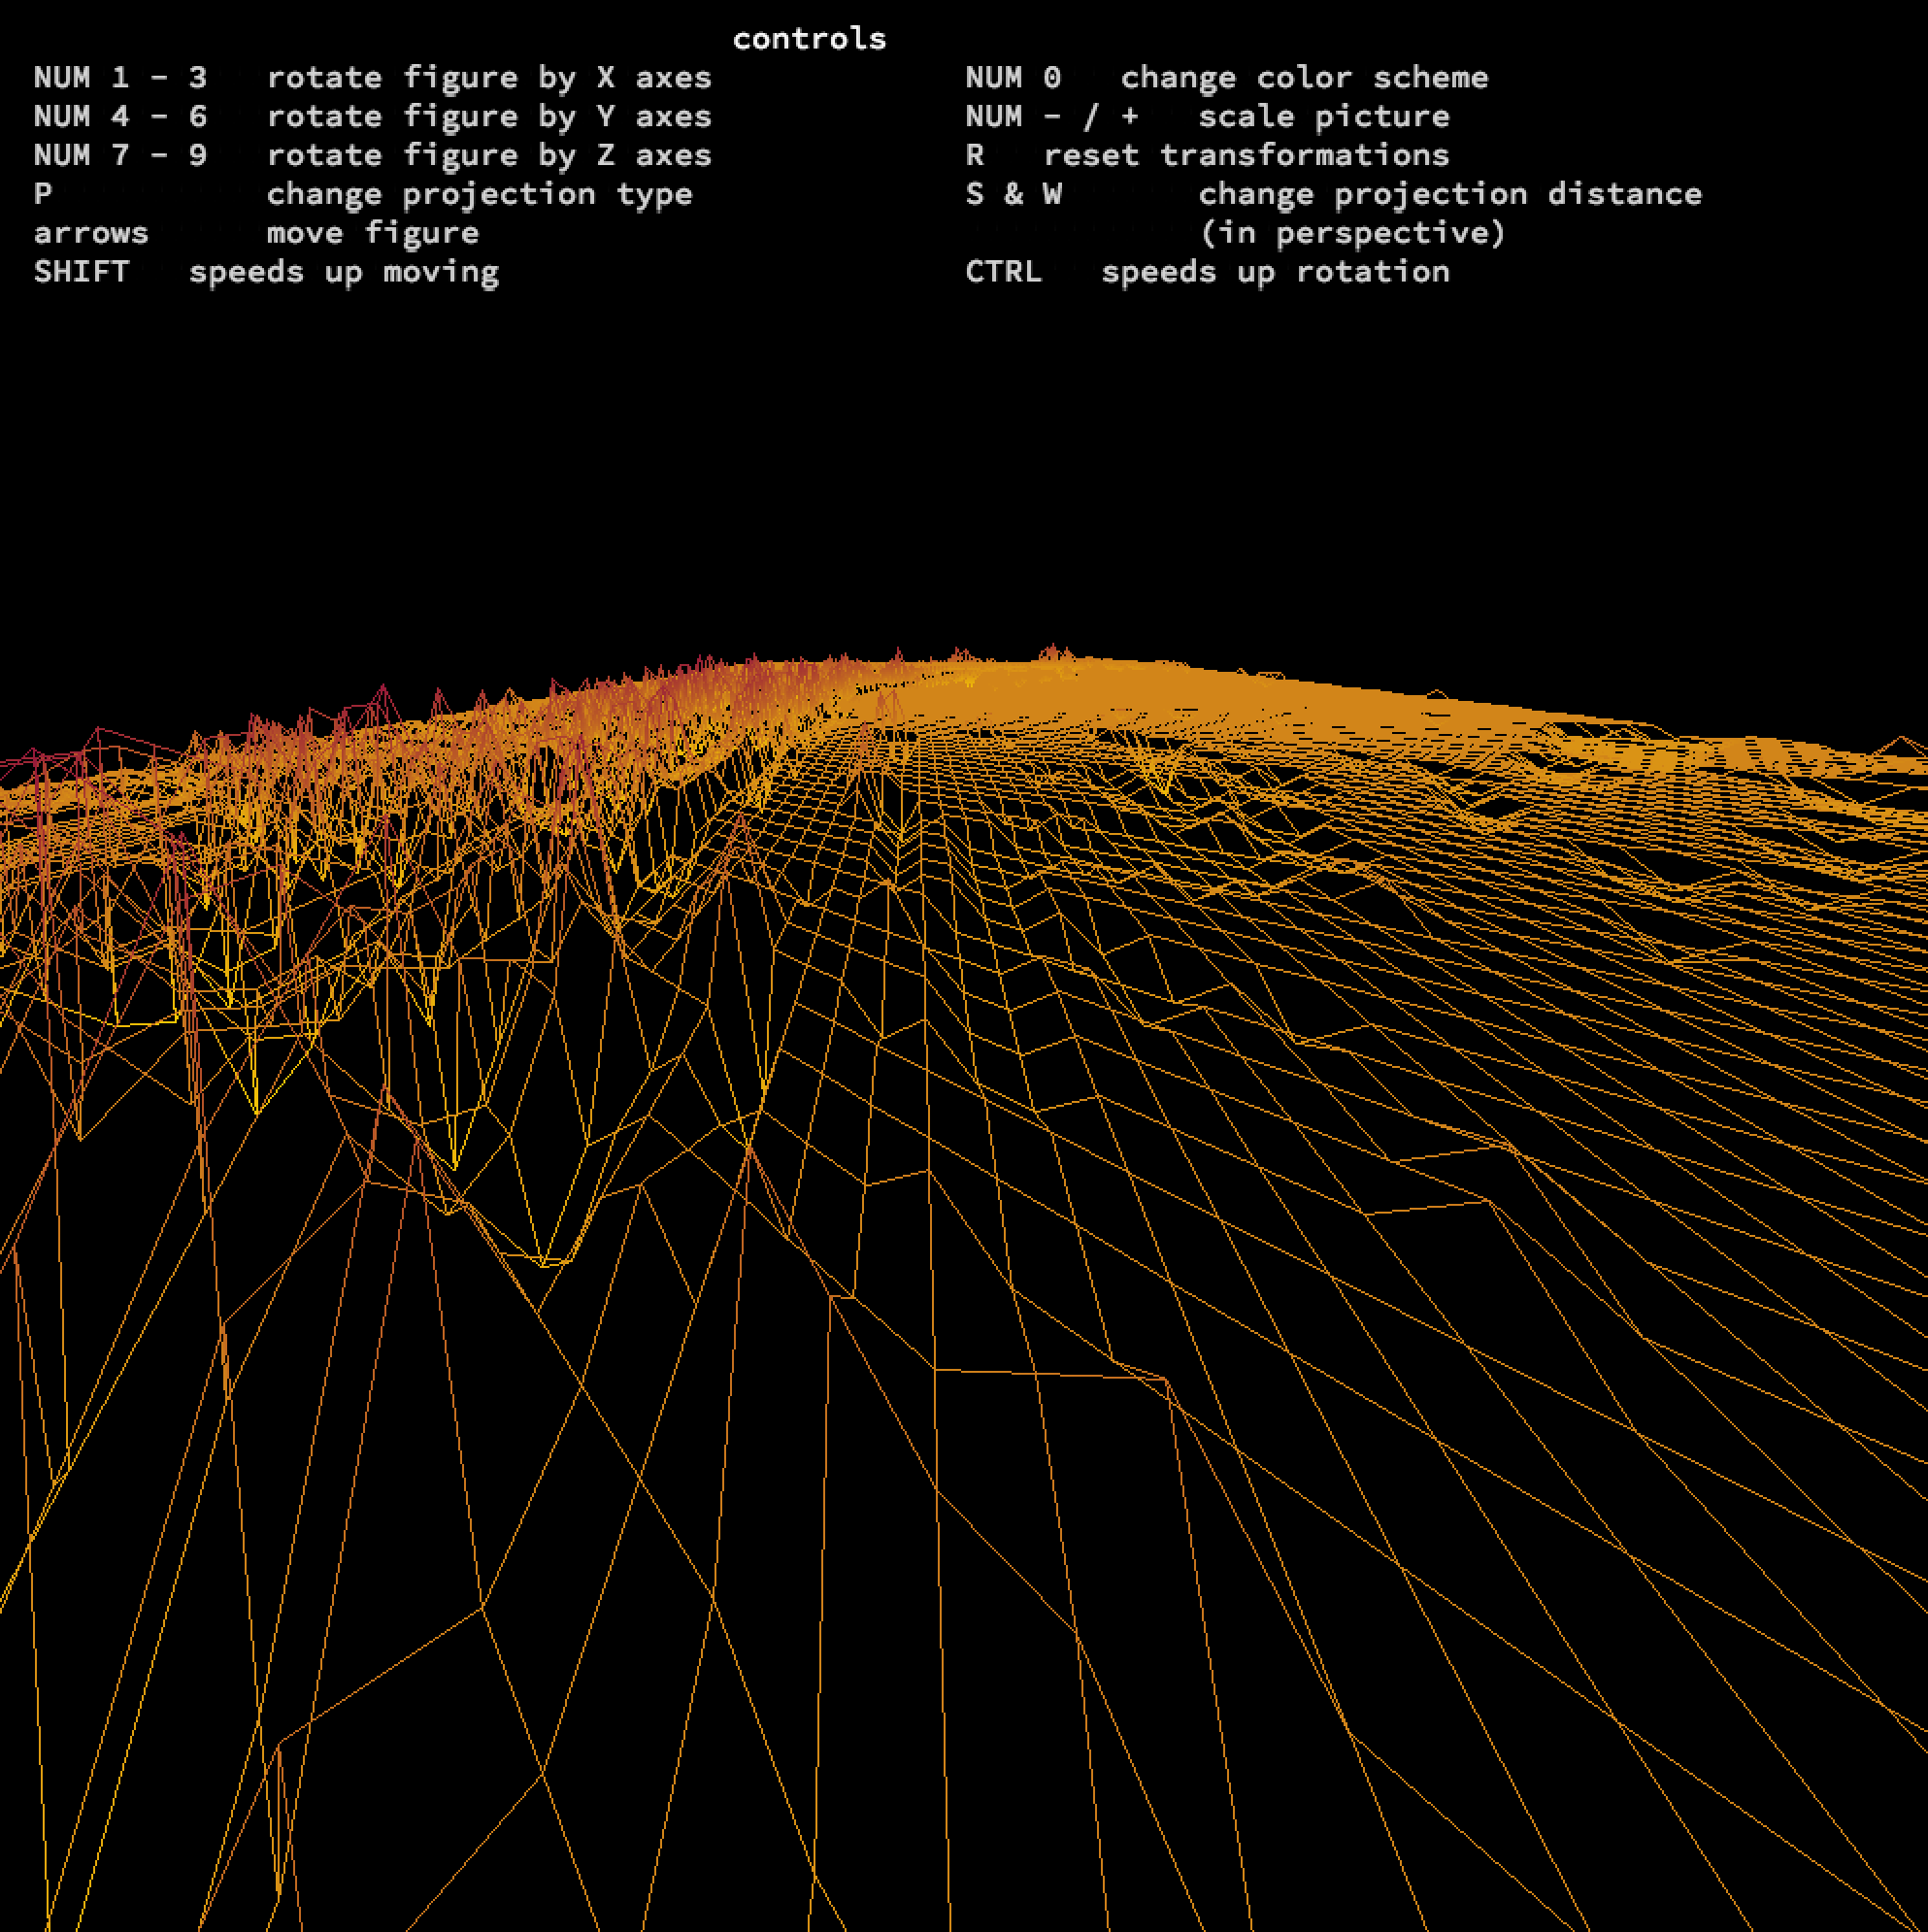 controls
NUM 1 - 3 rotate figure by X axes
NUM 4 - 6 rotate figure by Y axes
NUM 7 - 9 rotate figure by Z axes
P change projection type
arrows move figure
SHIFT speeds up moving
NUM 0 change color scheme
NUM - / + scale picture
R reset transformations
S & W change projection distance
(in perspective)
CTRL speeds up rotation